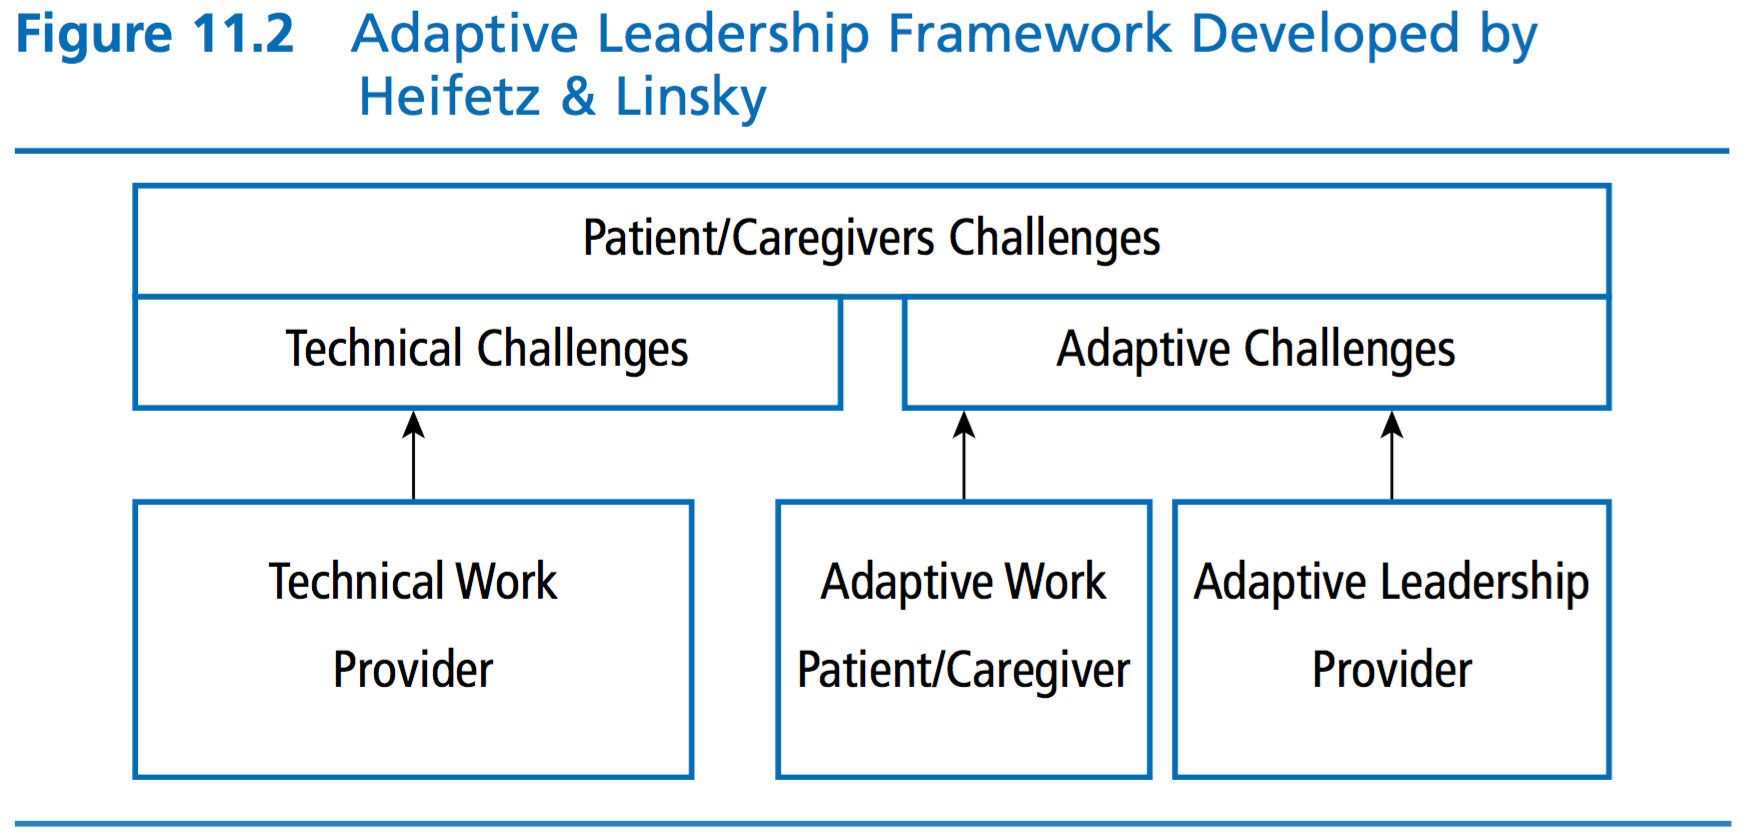 Figure 11.2 Adaptive Leadership Framework Developed by
Heifetz & Linsky
Patient/Caregivers Challenges
Technical Challenges
Adaptive Challenges
Technical Work
Provider
Adaptive Work
Patient/Caregiver
Adaptive Leadership
Provider